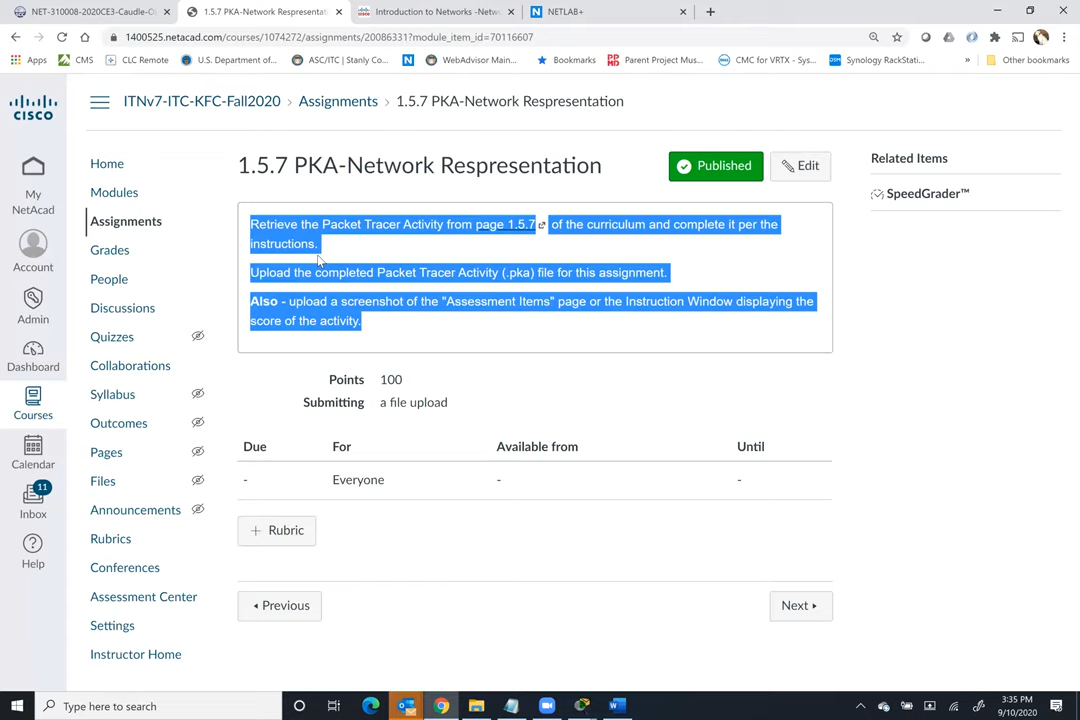 NET-310008-2020CE3-Caudle-O
1.5.7 PKA-Network Respresentati
Introduction to Networks -Netw
NETLAB+
1400525.netacad.com/courses/1074272/assignments/20086331?module_item_id=70116607
Apps
CMS
CLC Remote
U.S. Department of...
ASC/ITC | Stanly Co...
WebAdvisor Main...
Bookmarks
Parent Project Mus...
CMC for VRTX - Sys...
Synology RackStati...
»
Other bookmarks
CISCO
ITNv7-ITC-KFC-Fall2020 › Assignments › 1.5.7 PKA-Network Respresentation
My
NetAcad
Account
Admin
Dashboard
Courses
Calendar
11
Inbox
Help
Home
Modules
Assignments
Grades
People
Discussions
Quizzes
Collaborations
Syllabus
Outcomes
Pages
Files
Announcements
Rubrics
Conferences
Assessment Center
Settings
Instructor Home
1.5.7 PKA-Network Respresentation
Published
Edit
Retrieve the Packet Tracer Activity from page 1.5.7 of the curriculum and complete it per the
instructions.
Upload the completed Packet Tracer Activity (.pka) file for this assignment.
Also - upload a screenshot of the "Assessment Items" page or the Instruction Window displaying the
score of the activity.
Points 100
Submitting a file upload
Due For Available from Until
- Everyone - -
+ Rubric
Previous
Next
Related Items
SpeedGrader™
Type here to search
3:35 PM
9/10/2020